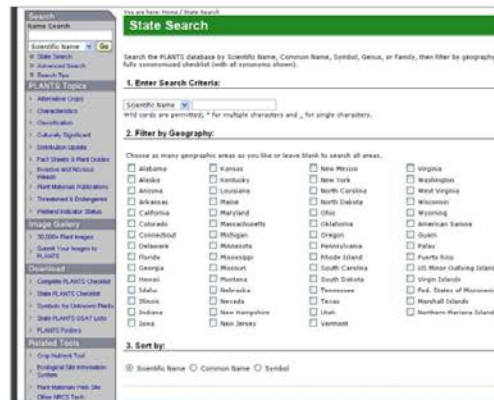 Search
Name Search
Scientific Name Go
State Search
Advanced Search
Search Tips
PLANTS Topics
Alternative Crops
Characteristics
Classification
Culturally Significant
Distribution Update
Fact Sheets & Plant Guides
Invasive and Noxious
Weeds
Plant Materials Publications
Threatened & Endangered
Wetland Indicator Status
Image Gallery
30,000+ Plant Images
Submit Your Images to
PLANTS
Download
Complete PLANTS Checklist
State PLANTS Checklist
Symbols for Unknown Plants
State PLANTS DSAT Lists
PLANTS Posters
Related Tools
Crop Nutrient Tool
Ecological Site Information
System
Plant Materials Web Site
Other NRCS Tech
You are here: Home / State Search
State Search
Search the PLANTS database by Scientific Name, Common Name, Symbol, Genus, or Family, then filter by geography
fully synonymized checklist (with all synonyms shown).
1. Enter Search Criteria:
Scientific Name
Wild cards are permitted; * for multiple characters and _ for single characters.
2. Filter by Geography:
Choose as many geographic areas as you like or leave blank to search all areas.
Alabama Kansas New Mexico Virginia
Alaska Kentucky New York Washington
Arizona Louisiana North Carolina West Virginia
Arkansas Maine North Dakota Wisconsin
California Maryland Ohio Wyoming
Colorado Massachusetts Oklahoma American Samoa
Connecticut Michigan Oregon Guam
Delaware Minnesota Pennsylvania Palau
Florida Mississippi Rhode Island Puerto Rico
Georgia Missouri South Carolina US Minor Outlying Islan
Hawaii Montana South Dakota Virgin Islands
Idaho Nebraska Tennessee Fed. States of Micronesi
Illinois Nevada Texas Marshall Islands
Indiana New Hampshire Utah Northern Mariana Island
Iowa New Jersey Vermont
3. Sort by:
Scientific Name Common Name Symbol